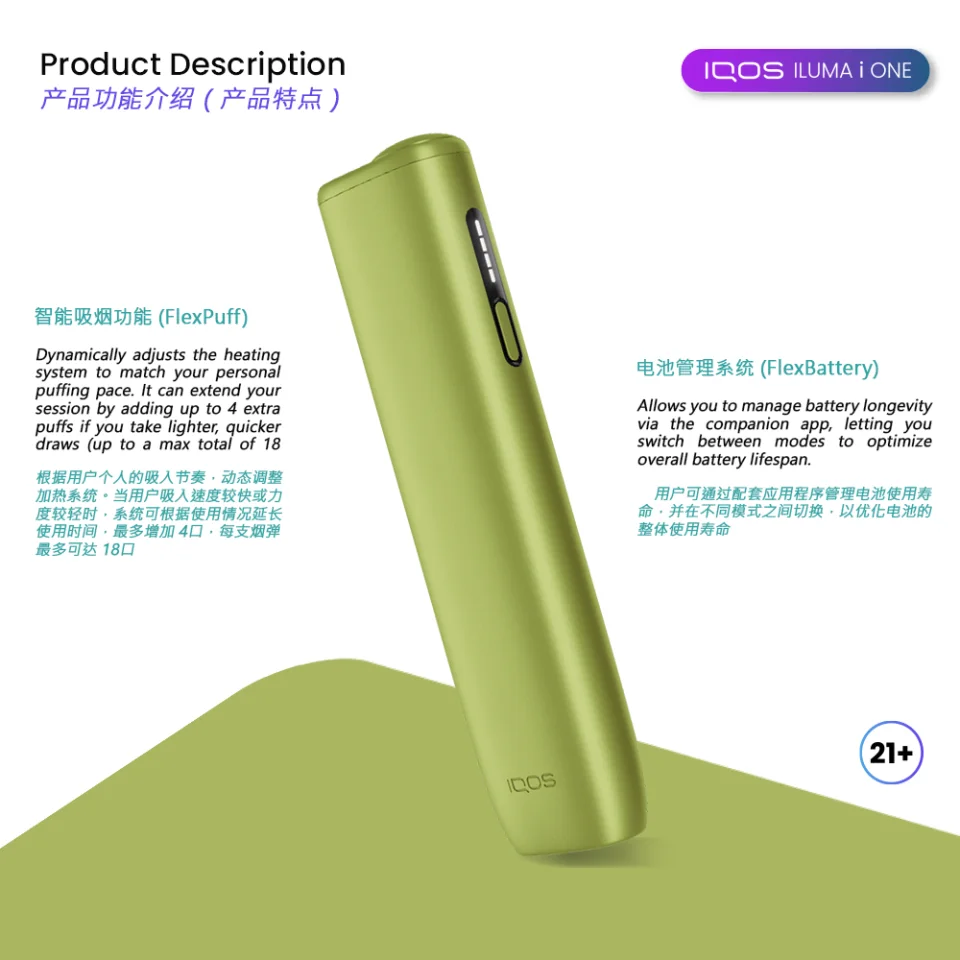 Product Description
产品功能介绍（产品特点）
IQOS ILUMA i ONE
智能吸烟功能 (FlexPuff)
Dynamically adjusts the heating
system to match your personal
puffing pace. It can extend your
session by adding up to 4 extra
puffs if you take lighter, quicker
draws (up to a max total of 18
根据用户个人的吸入节奏，动态调整
加热系统。当用户吸入速度较快或力
度较轻时，系统可根据使用情况延长
使用时间，最多增加 4口，每支烟弹
最多可达 18口
电池管理系统 (FlexBattery)
Allows you to manage battery longevity
via the companion app, letting you
switch between modes to optimize
overall battery lifespan.
用户可通过配套应用程序管理电池使用寿
命，并在不同模式之间切换，以优化电池的
整体使用寿命
21+
IQOS